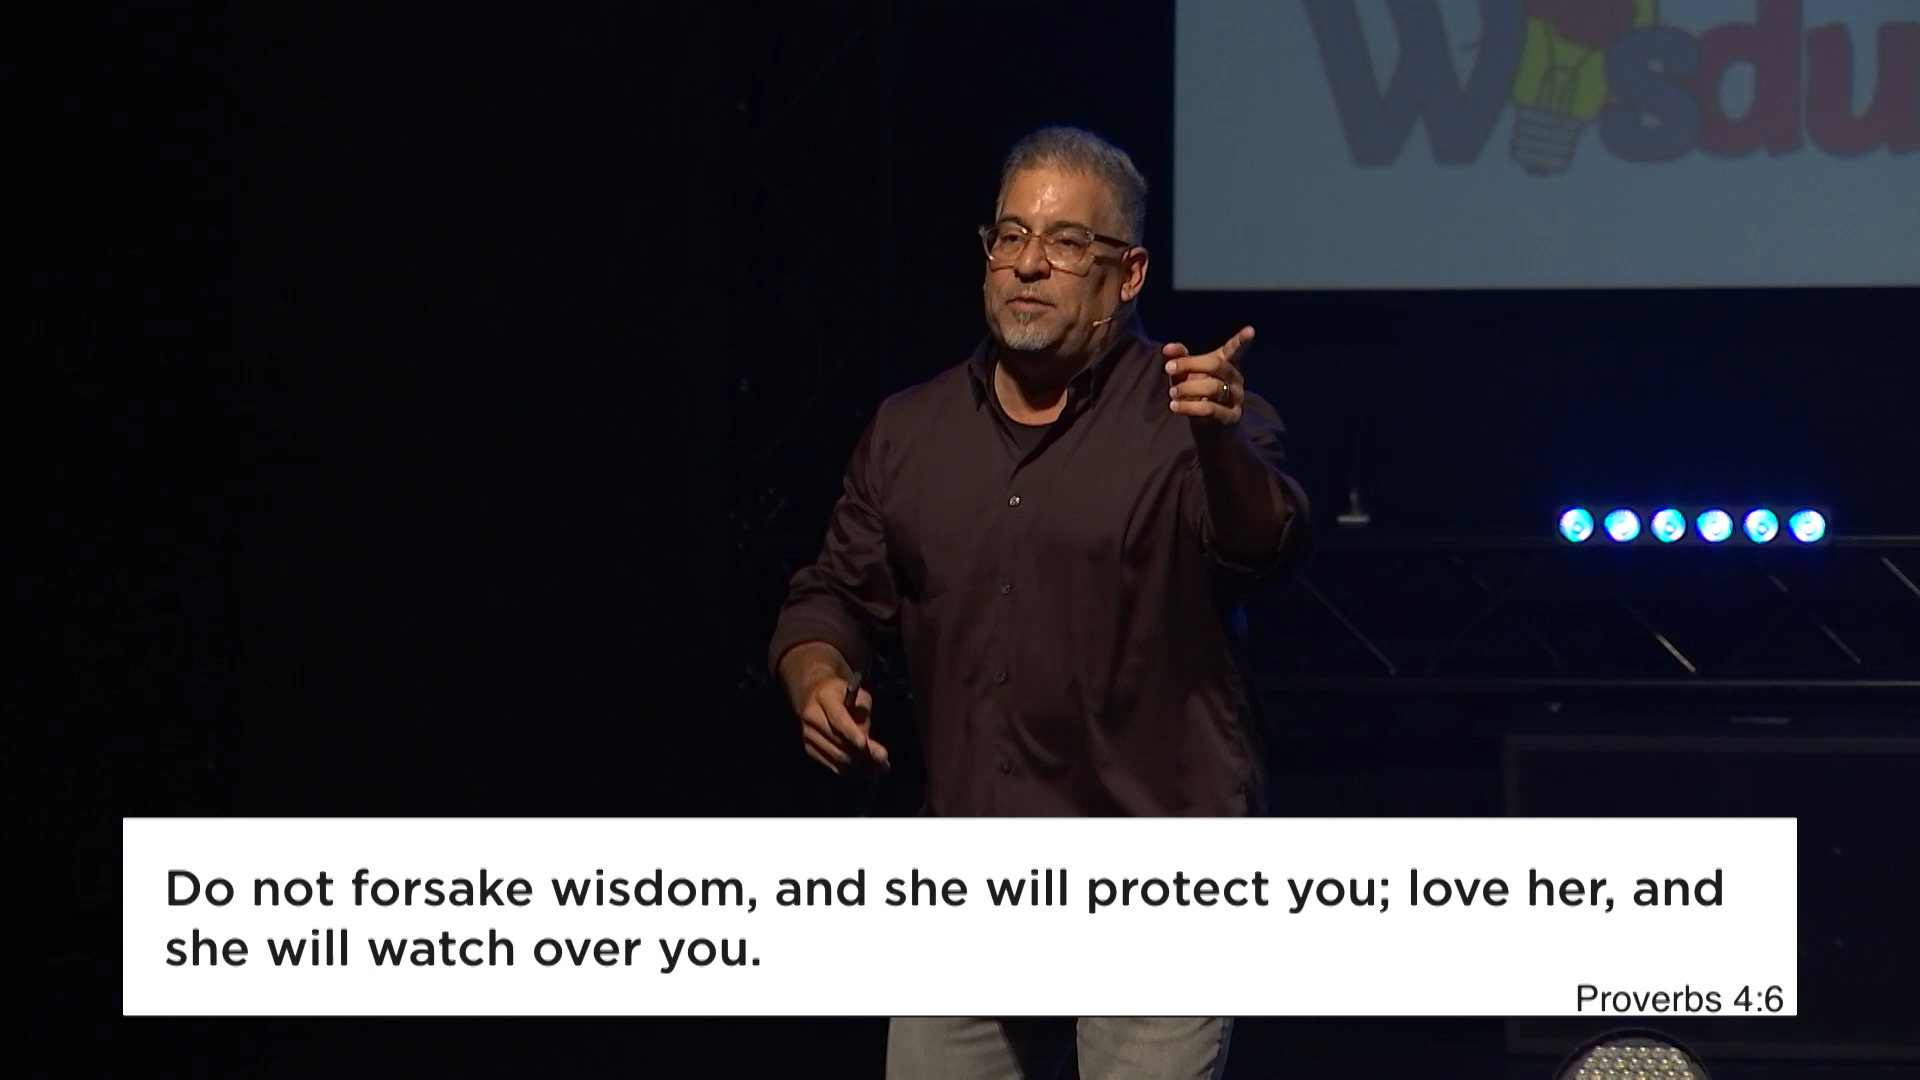 Wisdu
Do not forsake wisdom, and she will protect you; love her, and
she will watch over you.
Proverbs 4:6